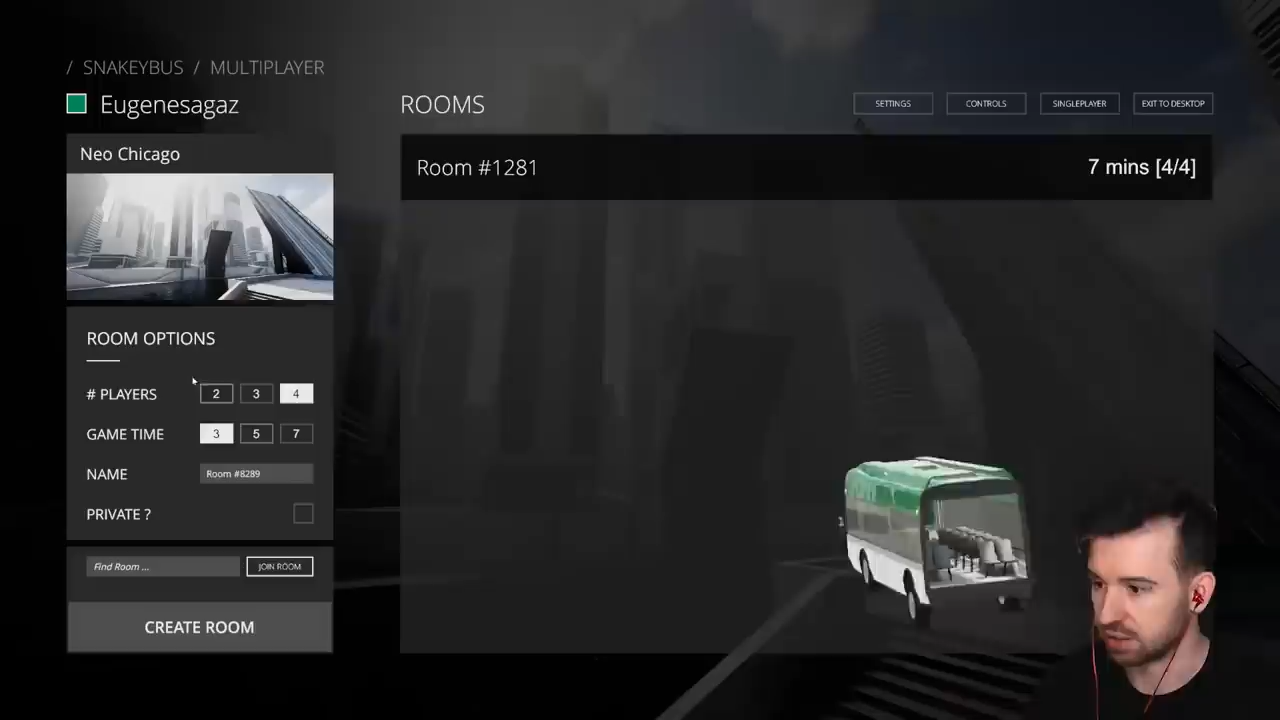 / SNAKEYBUS / MULTIPLAYER
Eugenesagaz
ROOMS
SETTINGS
CONTROLS
SINGLEPLAYER
EXIT TO DESKTOP
Neo Chicago
Room #1281
7 mins [4/4]
ROOM OPTIONS
# PLAYERS 2 3 4
GAME TIME 3 5 7
NAME Room #8289
PRIVATE ?
Find Room ... JOIN ROOM
CREATE ROOM